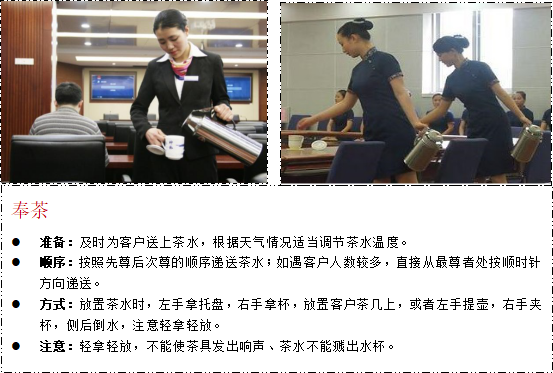 奉茶
● 准备：及时为客户送上茶水，根据天气情况适当调节茶水温度。
● 顺序：按照先尊后次尊的顺序递送茶水；如遇客户人数较多，直接从最尊者处按顺时针
方向递送。
● 方式：放置茶水时，左手拿托盘，右手拿杯，放置客户茶几上，或者左手提壶，右手夹
杯，侧后倒水，注意轻拿轻放。
● 注意：轻拿轻放，不能使茶具发出响声、茶水不能溅出水杯。